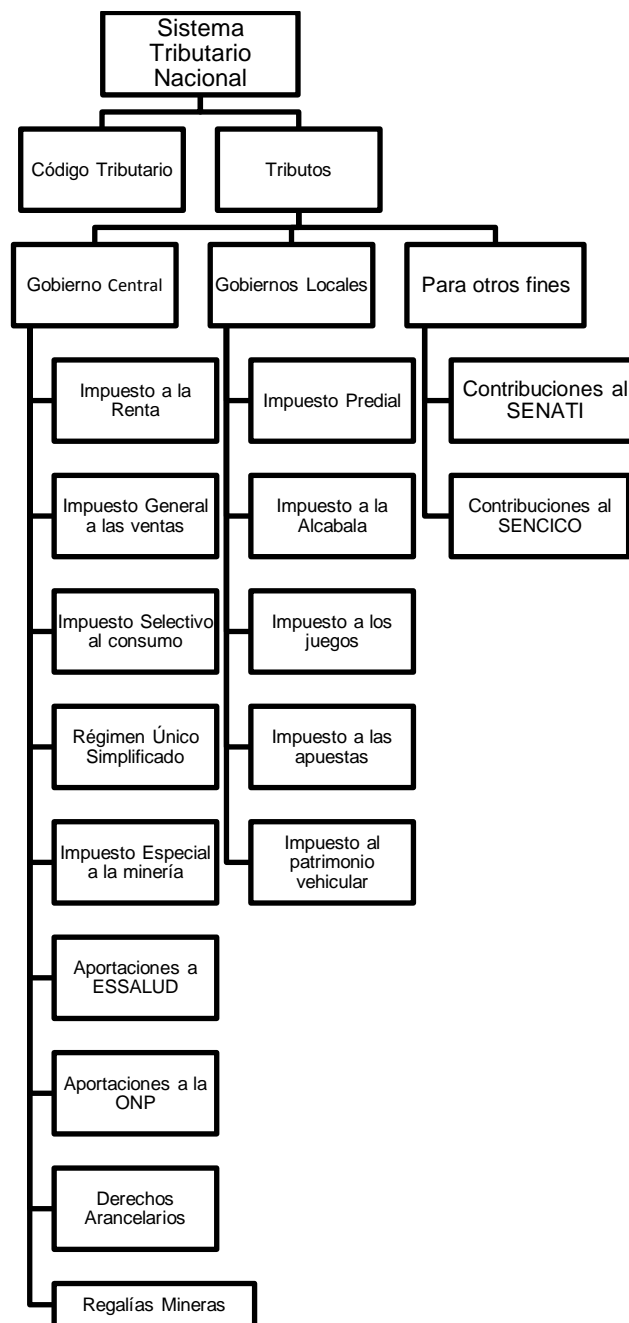 Sistema
Tributario
Nacional
Código Tributario
Tributos
Gobierno Central
Gobiernos Locales
Para otros fines
Impuesto a la
Renta
Impuesto Predial
Contribuciones al
SENATI
Impuesto General
a las ventas
Impuesto a la
Alcabala
Contribuciones al
SENCICO
Impuesto Selectivo
al consumo
Impuesto a los
juegos
Régimen Único
Simplificado
Impuesto a las
apuestas
Impuesto Especial
a la minería
Impuesto al
patrimonio
vehicular
Aportaciones a
ESSALUD
Aportaciones a la
ONP
Derechos
Arancelarios
Regalías Mineras